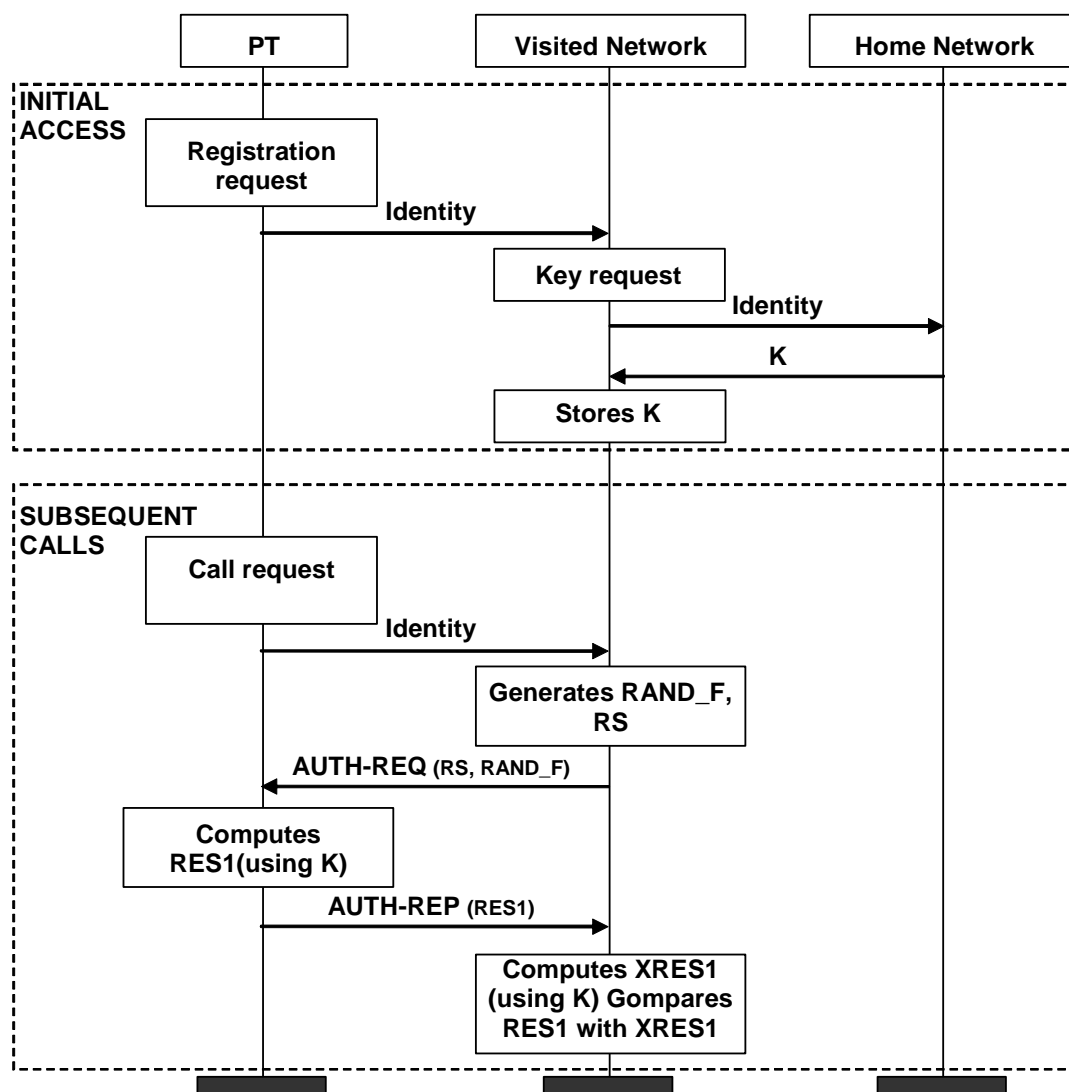 PT
Visited Network
Home Network
INITIAL
ACCESS
Registration
request
Identity
Key request
Identity
K
Stores K
SUBSEQUENT
CALLS
Call request
Identity
Generates RAND_F,
RS
AUTH-REQ (RS, RAND_F)
Computes
RES1(using K)
AUTH-REP (RES1)
Computes XRES1
(using K) Gompares
RES1 with XRES1